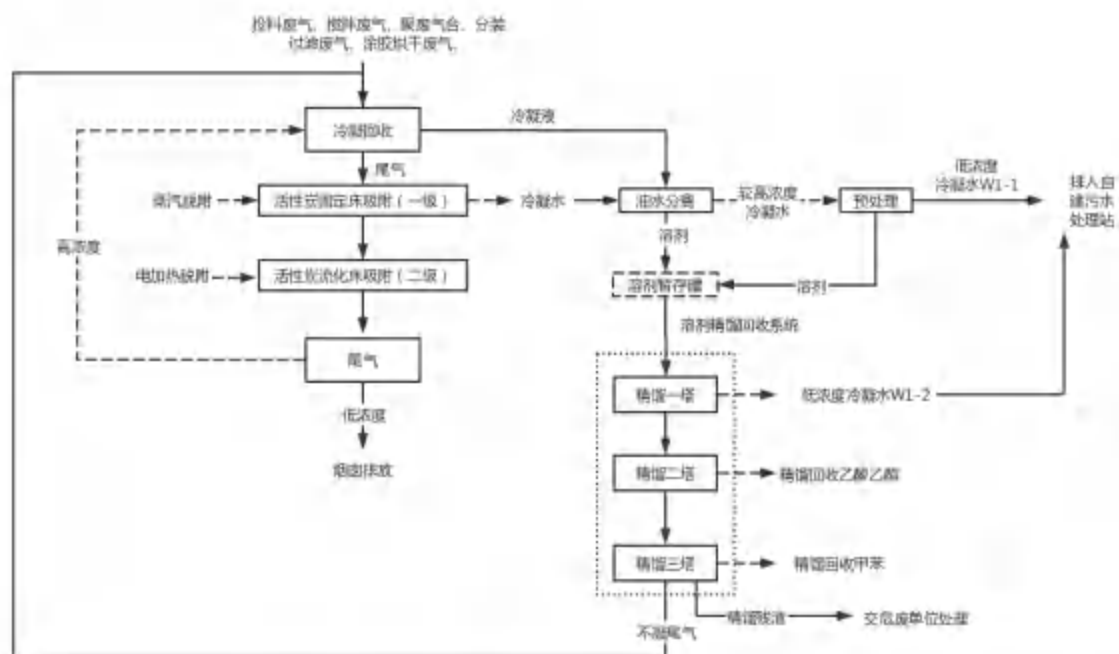 投料废气、搅拌废气、聚废气合、分装
过滤废气、涂胶烘干废气
冷凝回收
冷凝液
尾气
蒸汽脱附
活性炭固定床吸附（一级）
冷凝水
油水分离
较高浓度
冷凝水
预处理
低浓度
冷凝水W1-1
排入自
建污水
处理站
高浓度
溶剂
电加热脱附
活性炭流化床吸附（二级）
溶剂暂存罐
溶剂
溶剂精馏回收系统
尾气
精馏一塔
低浓度冷凝水W1-2
低浓度
烟囱排放
精馏二塔
精馏回收乙酸乙酯
精馏三塔
精馏回收甲苯
不凝尾气
精馏残渣
交危废单位处理